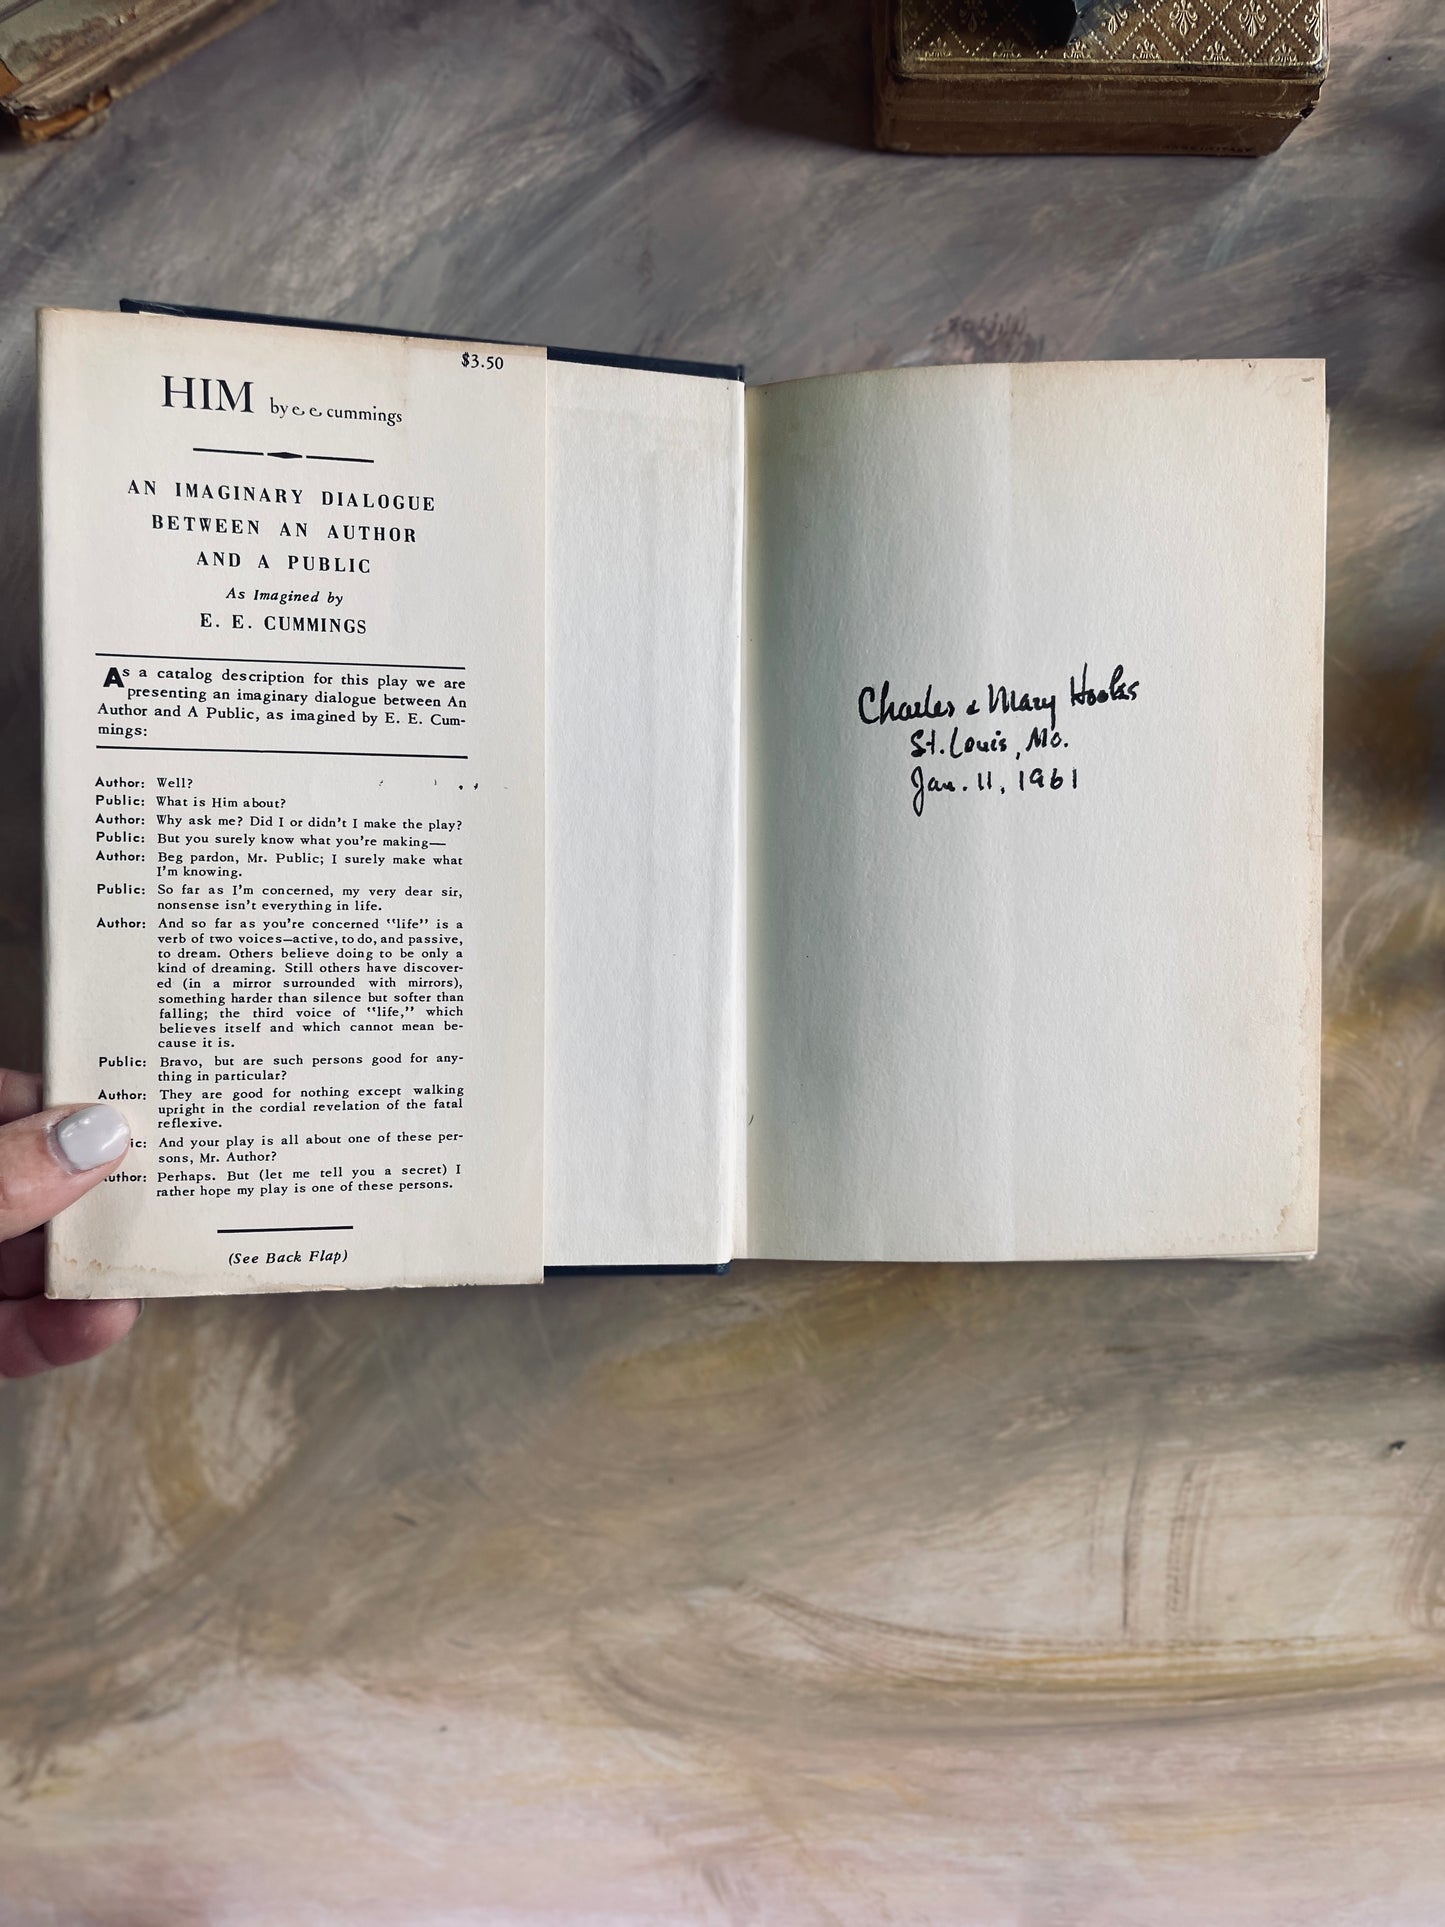 $3.50
HIM by e e cummings
AN IMAGINARY DIALOGUE
BETWEEN AN AUTHOR
AND A PUBLIC
As Imagined by
E. E. CUMMINGS
As a catalog description for this play we are
presenting an imaginary dialogue between An
Author and A Public, as imagined by E. E. Cum-
mings:
Author: Well?
Public: What is Him about?
Author: Why ask me? Did I or didn't I make the play?
Public: But you surely know what you're making—
Author: Beg pardon, Mr. Public; I surely make what
I'm knowing.
Public: So far as I'm concerned, my very dear sir,
nonsense isn't everything in life.
Author: And so far as you're concerned "life" is a
verb of two voices—active, to do, and passive,
to dream. Others believe doing to be only a
kind of dreaming. Still others have discover-
ed (in a mirror surrounded with mirrors),
something harder than silence but softer than
falling; the third voice of "life," which
believes itself and which cannot mean be-
cause it is.
Public: Bravo, but are such persons good for any-
thing in particular?
Author: They are good for nothing except walking
upright in the cordial revelation of the fatal
reflexive.
ic: And your play is all about one of these per-
sons, Mr. Author?
uthor: Perhaps. But (let me tell you a secret) I
rather hope my play is one of these persons.
(See Back Flap)
Charles & Mary Hooks
St. Louis, Mo.
Jan. 11, 1961